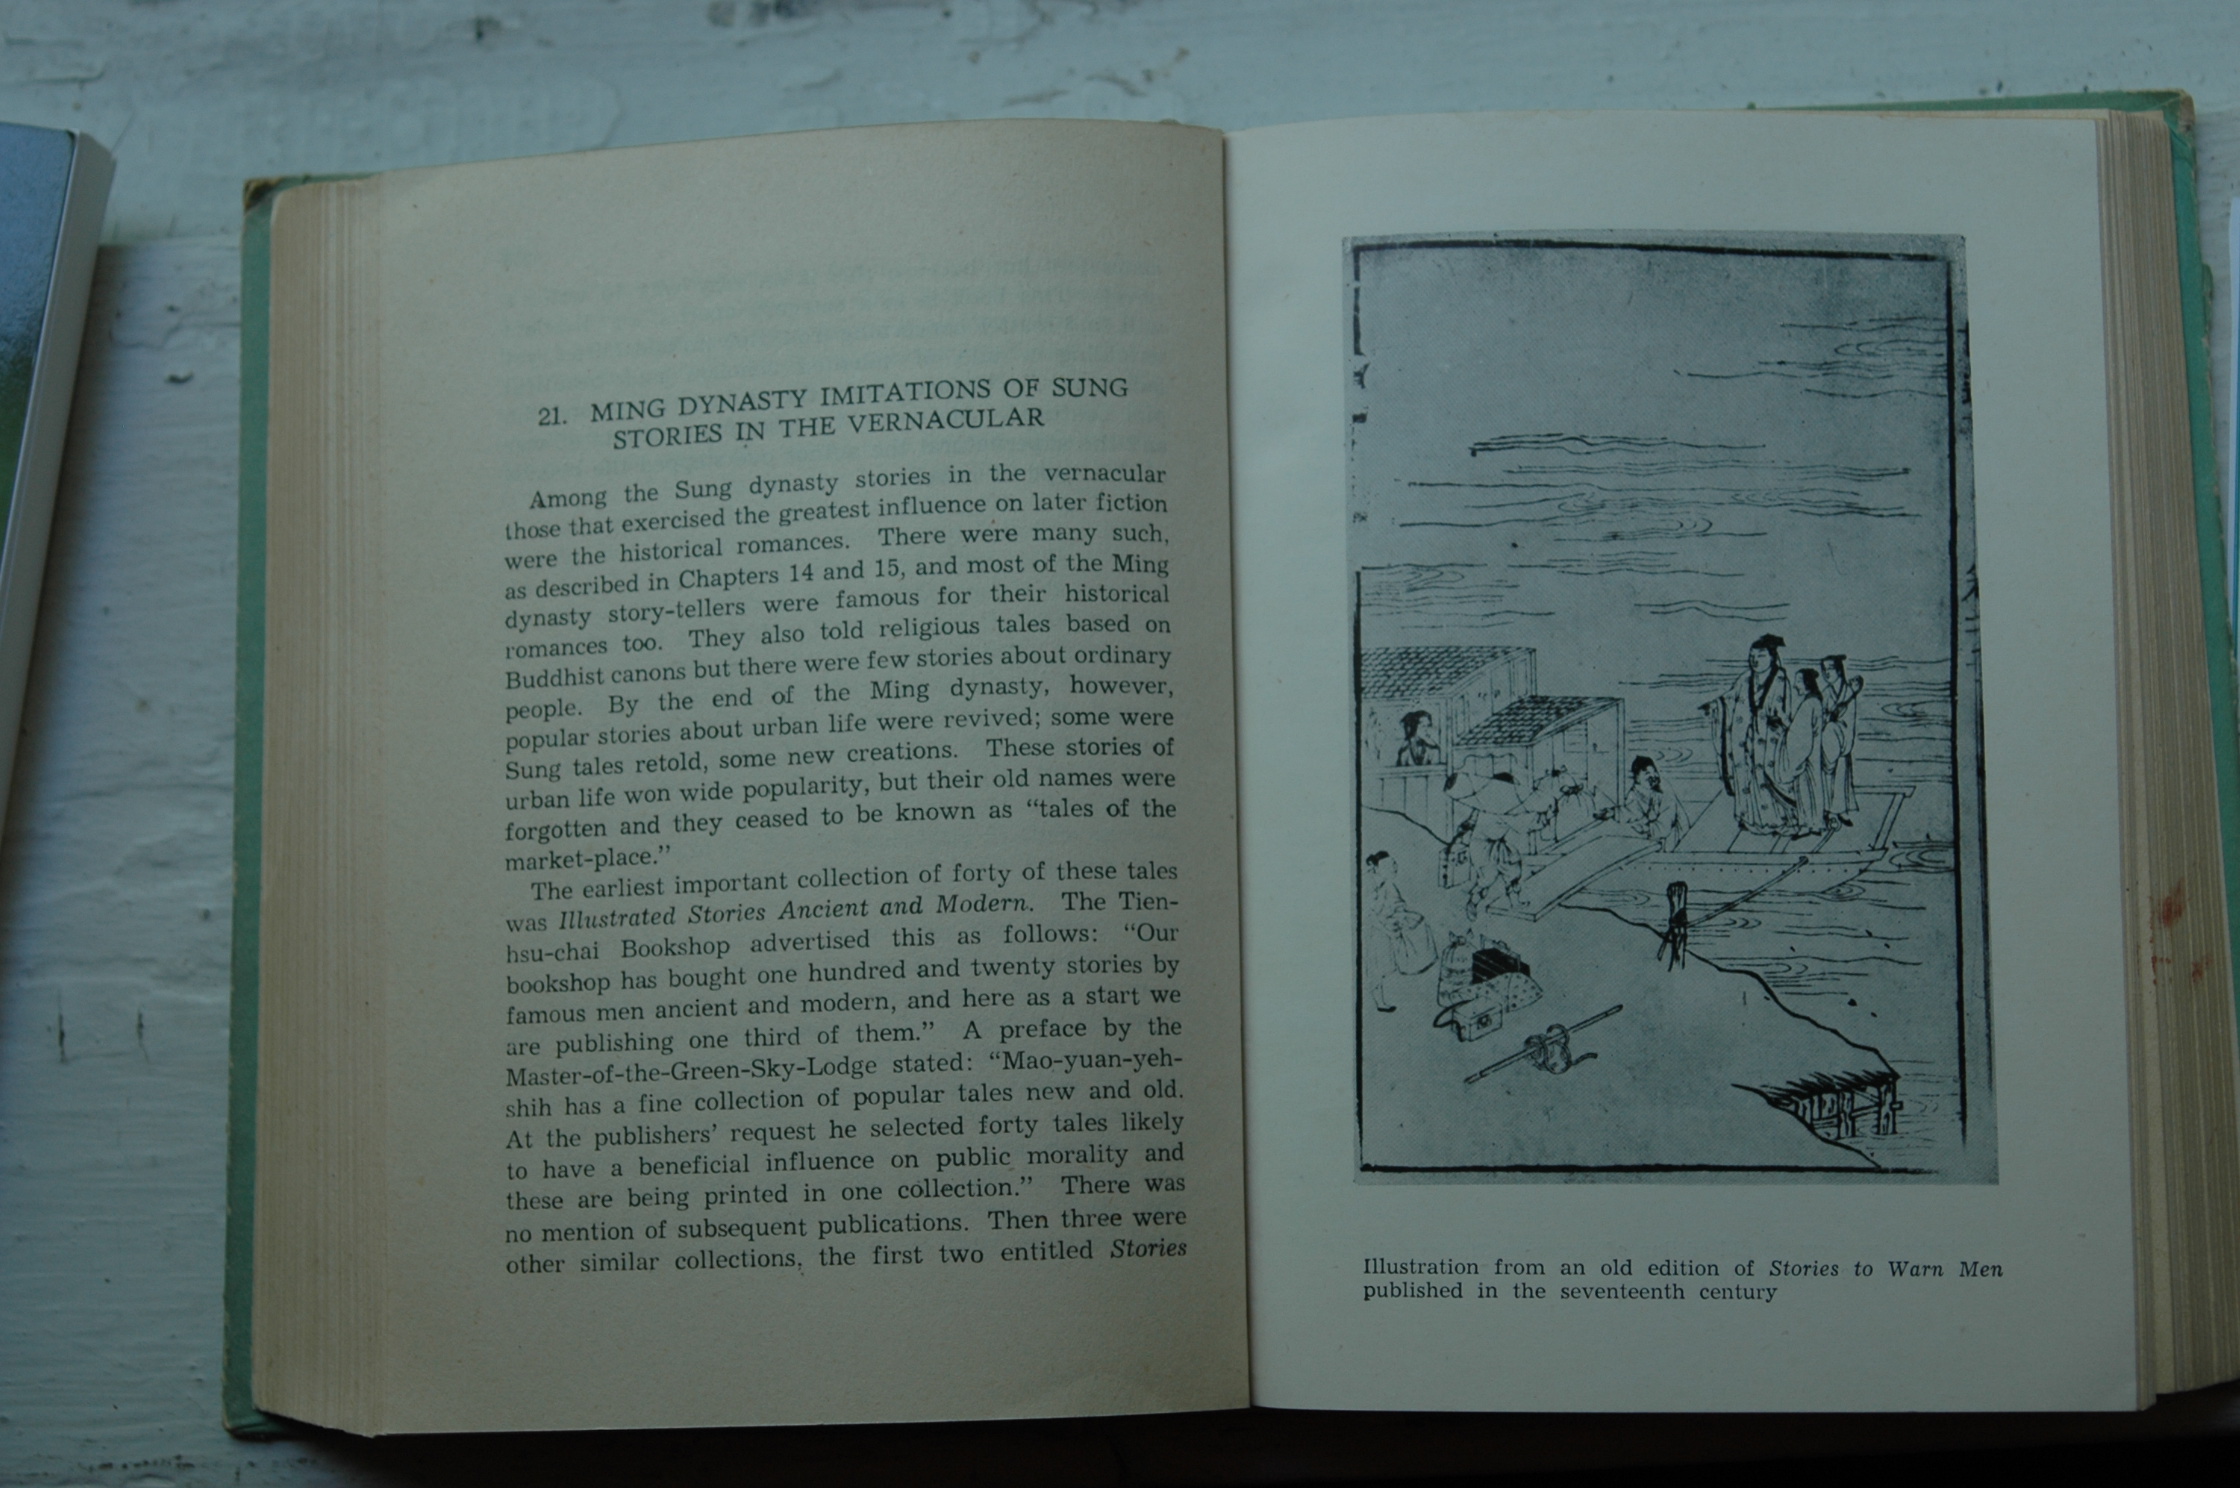 21. MING DYNASTY IMITATIONS OF SUNG
STORIES IN THE VERNACULAR
Among the Sung dynasty stories in the vernacular
those that exercised the greatest influence on later fiction
were the historical romances. There were many such,
as described in Chapters 14 and 15, and most of the Ming
dynasty story-tellers were famous for their historical
romances too. They also told religious tales based on
Buddhist canons but there were few stories about ordinary
people. By the end of the Ming dynasty, however,
popular stories about urban life were revived; some were
Sung tales retold, some new creations. These stories of
urban life won wide popularity, but their old names were
forgotten and they ceased to be known as "tales of the
market-place."
The earliest important collection of forty of these tales
was Illustrated Stories Ancient and Modern. The Tien-
hsu-chai Bookshop advertised this as follows: "Our
bookshop has bought one hundred and twenty stories by
famous men ancient and modern, and here as a start we
are publishing one third of them." A preface by the
Master-of-the-Green-Sky-Lodge stated: "Mao-yuan-yeh-
shih has a fine collection of popular tales new and old.
At the publishers' request he selected forty tales likely
to have a beneficial influence on public morality and
these are being printed in one collection." There was
no mention of subsequent publications. Then three were
other similar collections, the first two entitled Stories
Illustration from an old edition of Stories to Warn Men
published in the seventeenth century